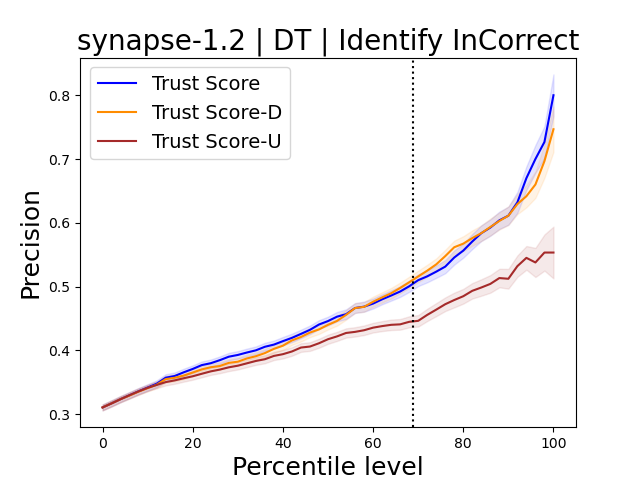 synapse-1.2 | DT | Identify InCorrect
Trust Score
Trust Score-D
Trust Score-U
Precision
0.8
0.7
0.6
0.5
0.4
0.3
0 20 40 60 80 100
Percentile level